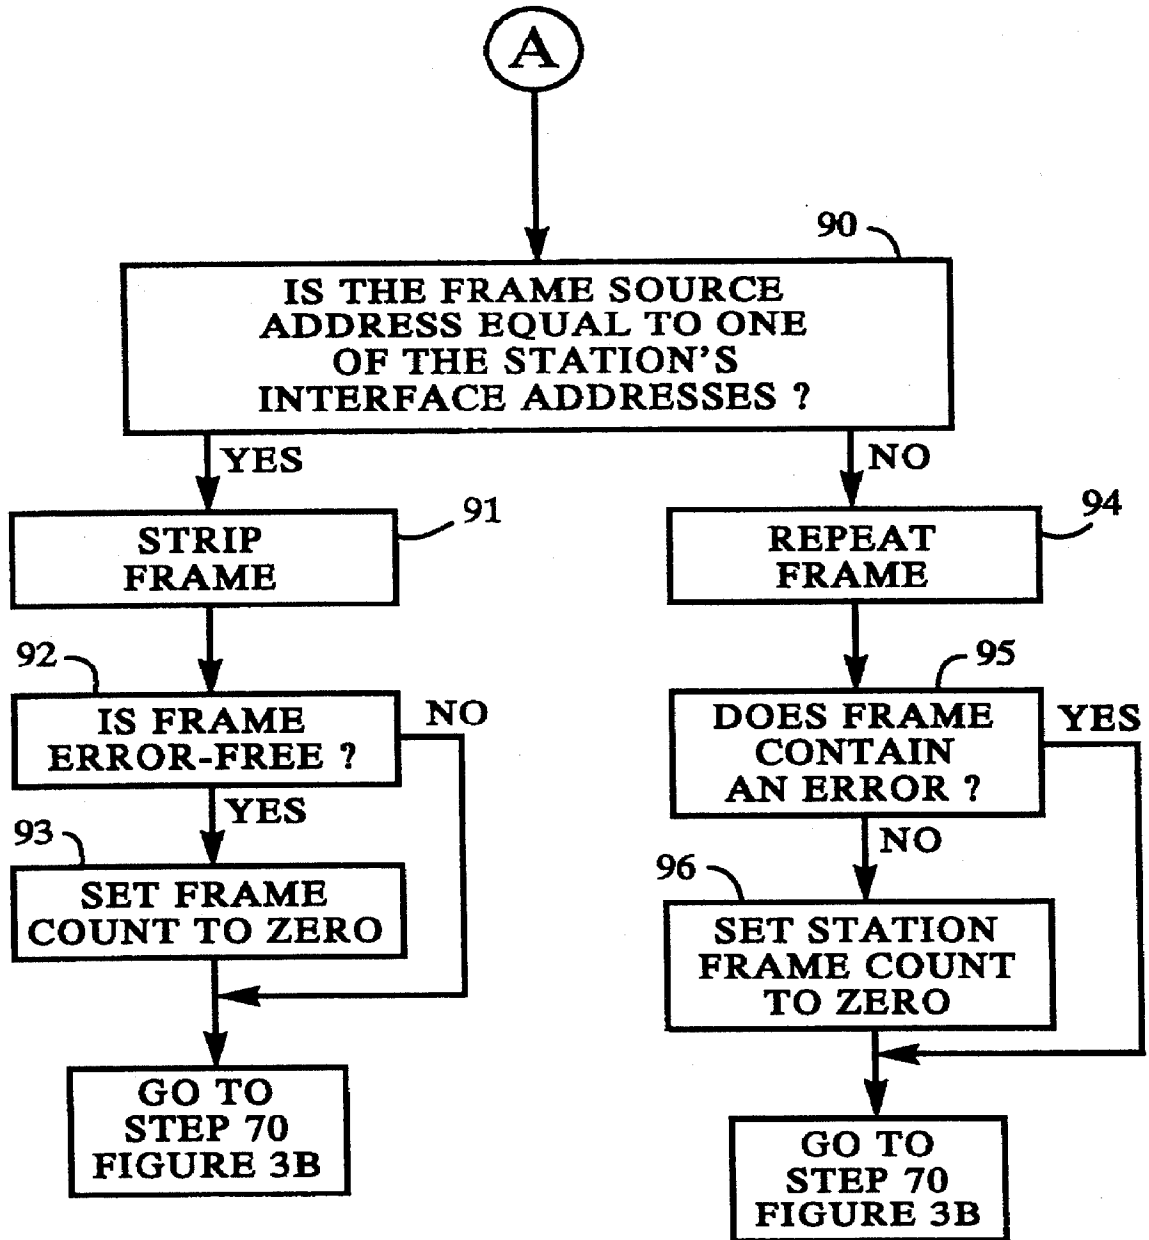 A
90
IS THE FRAME SOURCE
ADDRESS EQUAL TO ONE
OF THE STATION'S
INTERFACE ADDRESSES ?
YES
NO
91
STRIP
FRAME
94
REPEAT
FRAME
92
IS FRAME
ERROR-FREE ?
NO
YES
95
DOES FRAME
CONTAIN
AN ERROR ?
YES
NO
93
SET FRAME
COUNT TO ZERO
96
SET STATION
FRAME COUNT
TO ZERO
GO TO
STEP 70
FIGURE 3B
GO TO
STEP 70
FIGURE 3B